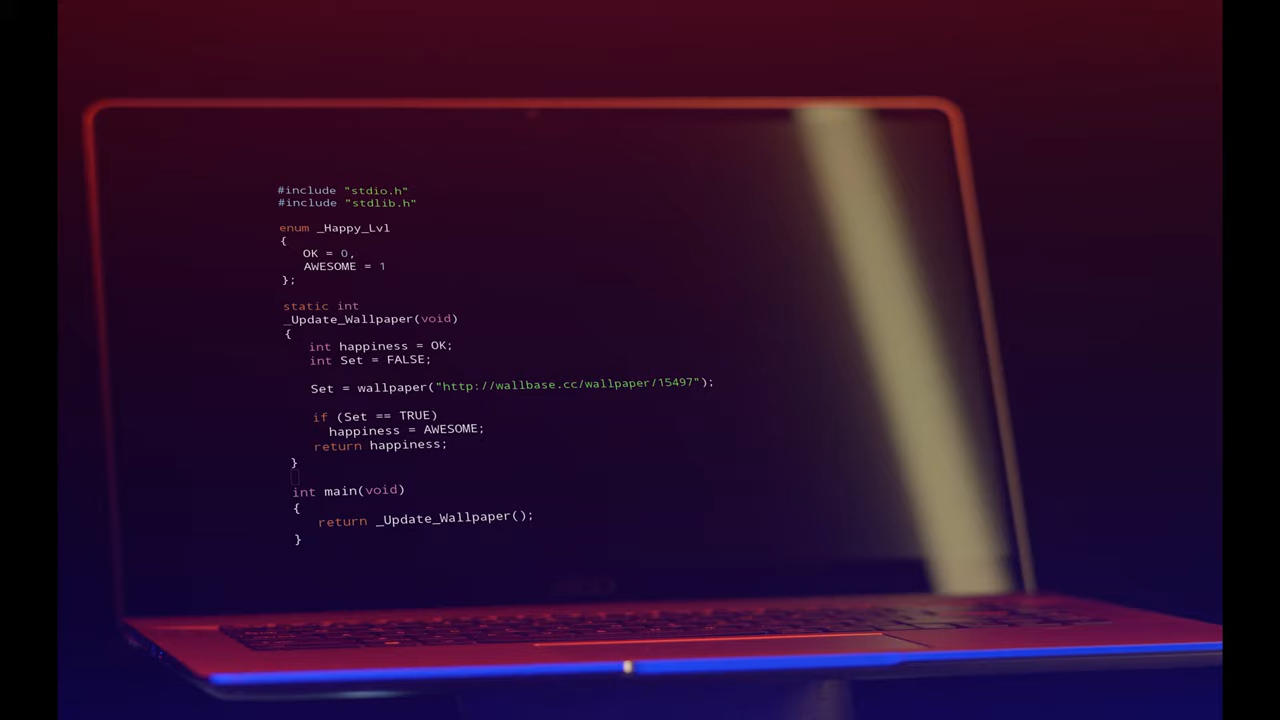 #include "stdio.h"
#include "stdlib.h"
enum _Happy_Lvl
{
OK = 0,
AWESOME = 1
};
static int
_Update_Wallpaper(void)
{
int happiness = OK;
int Set = FALSE;
Set = wallpaper("http://wallbase.cc/wallpaper/15497");
if (Set == TRUE)
happiness = AWESOME;
return happiness;
}
int main(void)
{
return _Update_Wallpaper();
}